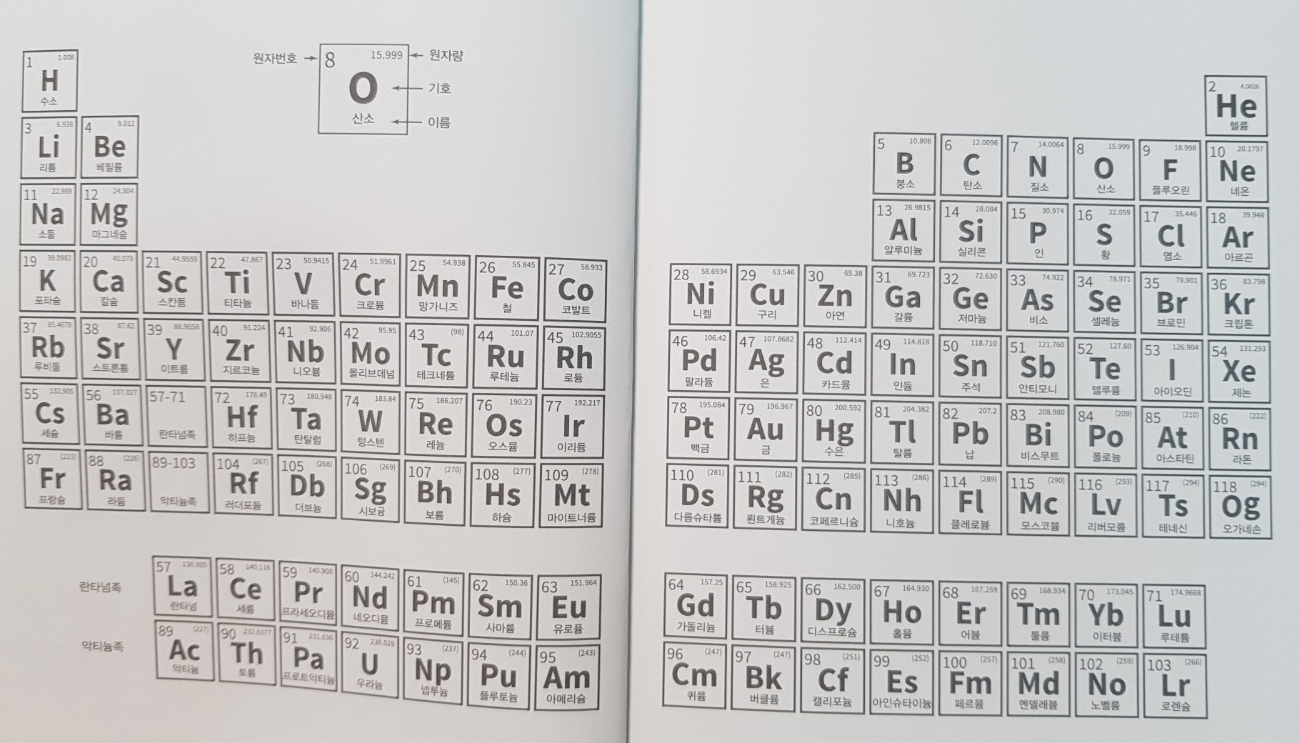 원자번호 → 8 15.999 ← 원자량
O ← 기호
산소 ← 이름
1 1.008 H 수소
2 4.0026 He 헬륨
3 6.938 Li 리튬
4 9.012 Be 베릴륨
5 10.806 B 붕소
6 12.0096 C 탄소
7 14.0064 N 질소
8 15.999 O 산소
9 18.998 F 플루오린
10 20.1797 Ne 네온
11 22.989 Na 소듐
12 24.304 Mg 마그네슘
13 26.9815 Al 알루미늄
14 28.084 Si 실리콘
15 30.974 P 인
16 32.059 S 황
17 35.446 Cl 염소
18 39.948 Ar 아르곤
19 39.0983 K 포타슘
20 40.078 Ca 칼슘
21 44.9559 Sc 스칸듐
22 47.867 Ti 티타늄
23 50.9415 V 바나듐
24 51.9961 Cr 크로뮴
25 54.938 Mn 망가니즈
26 55.845 Fe 철
27 58.933 Co 코발트
28 58.6934 Ni 니켈
29 63.546 Cu 구리
30 65.38 Zn 아연
31 69.723 Ga 갈륨
32 72.630 Ge 저마늄
33 74.922 As 비소
34 78.971 Se 셀레늄
35 79.901 Br 브로민
36 83.798 Kr 크립톤
37 85.4678 Rb 루비듐
38 87.62 Sr 스트론튬
39 88.9058 Y 이트륨
40 91.224 Zr 지르코늄
41 92.906 Nb 니오븀
42 95.95 Mo 몰리브데넘
43 (98) Tc 테크네튬
44 101.07 Ru 루테늄
45 102.9055 Rh 로듐
46 106.42 Pd 팔라듐
47 107.8682 Ag 은
48 112.414 Cd 카드뮴
49 114.818 In 인듐
50 118.710 Sn 주석
51 121.760 Sb 안티모니
52 127.60 Te 텔루륨
53 126.904 I 아이오딘
54 131.293 Xe 제논
55 132.905 Cs 세슘
56 137.327 Ba 바륨
57-71 란타넘족
72 178.49 Hf 하프늄
73 180.948 Ta 탄탈럼
74 183.84 W 텅스텐
75 186.207 Re 레늄
76 190.23 Os 오스뮴
77 192.217 Ir 이리듐
78 195.084 Pt 백금
79 196.967 Au 금
80 200.592 Hg 수은
81 204.382 Tl 탈륨
82 207.2 Pb 납
83 208.980 Bi 비스무트
84 (209) Po 폴로늄
85 (210) At 아스타틴
86 (222) Rn 라돈
87 (223) Fr 프랑슘
88 (226) Ra 라듐
89-103 악티늄족
104 (267) Rf 러더포듐
105 (268) Db 더브늄
106 (269) Sg 시보귬
107 (270) Bh 보륨
108 (277) Hs 하슘
109 (278) Mt 마이트너륨
110 (281) Ds 다름슈타튬
111 (282) Rg 뢴트게늄
112 (285) Cn 코페르니슘
113 (286) Nh 니호늄
114 (289) Fl 플레로븀
115 (290) Mc 모스코븀
116 (293) Lv 리버모륨
117 (294) Ts 테네신
118 (294) Og 오가네손
란타넘족
57 138.905 La 란타넘
58 140.116 Ce 세륨
59 140.908 Pr 프라세오디뮴
60 144.242 Nd 네오디뮴
61 (145) Pm 프로메튬
62 150.36 Sm 사마륨
63 151.964 Eu 유로퓸
64 157.25 Gd 가돌리늄
65 158.925 Tb 터븀
66 162.500 Dy 디스프로슘
67 164.930 Ho 홀뮴
68 167.259 Er 어븀
69 168.934 Tm 툴륨
70 173.045 Yb 이터븀
71 174.9668 Lu 루테튬
악티늄족
89 (227) Ac 악티늄
90 232.0377 Th 토륨
91 231.036 Pa 프로트악티늄
92 238.029 U 우라늄
93 (237) Np 넵투늄
94 (244) Pu 플루토늄
95 (243) Am 아메리슘
96 (247) Cm 퀴륨
97 (247) Bk 버클륨
98 (251) Cf 캘리포늄
99 (252) Es 아인슈타이늄
100 (257) Fm 페르뮴
101 (258) Md 멘델레븀
102 (259) No 노벨륨
103 (266) Lr 로렌슘